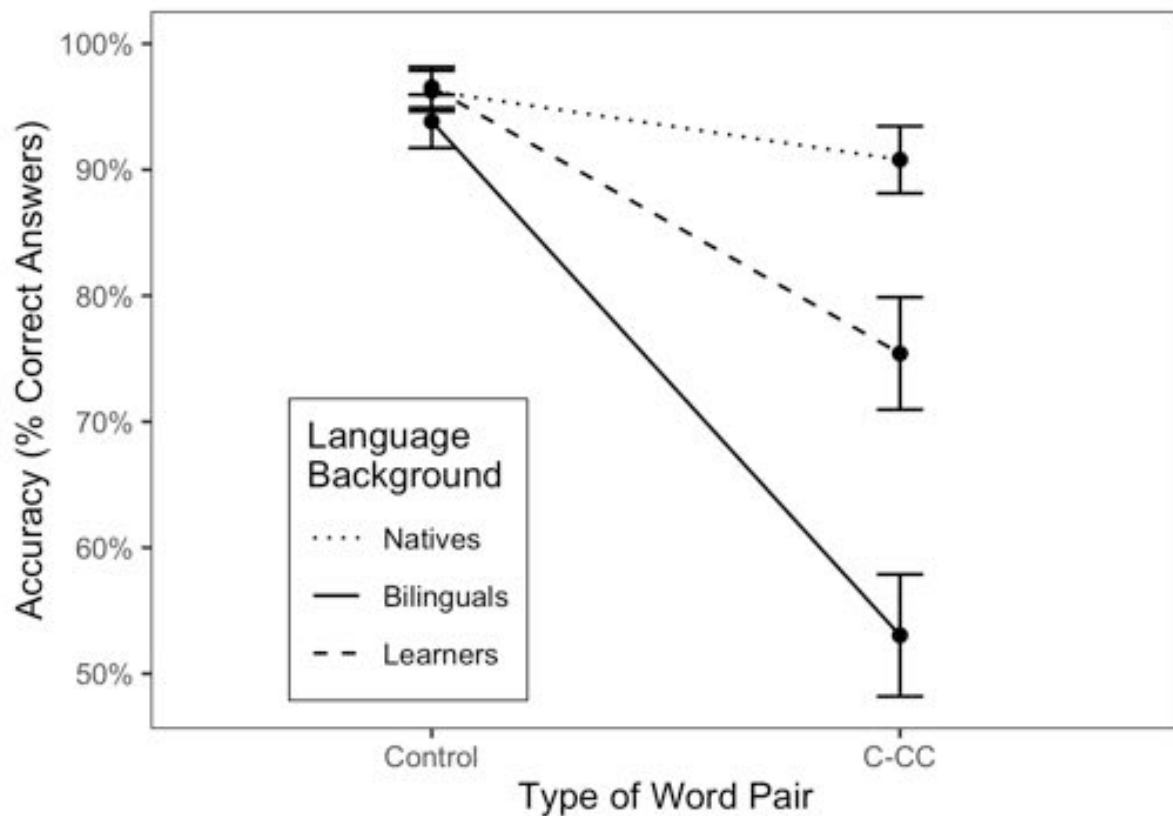 100%
90%
80%
70%
60%
50%
Accuracy (% Correct Answers)
Language
Background
Natives
Bilinguals
Learners
Control
C-CC
Type of Word Pair